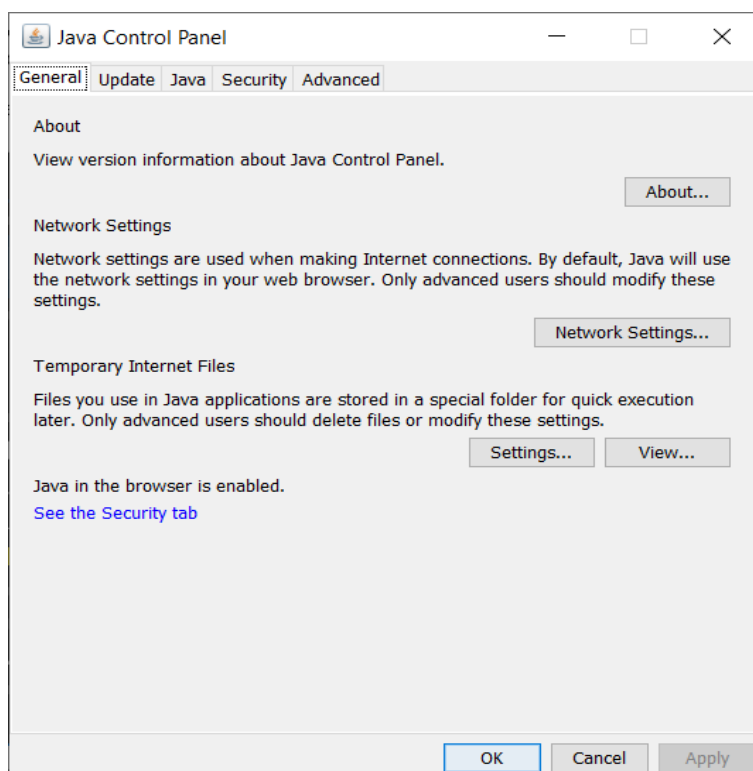 Java Control Panel
General Update Java Security Advanced
About
View version information about Java Control Panel.
About...
Network Settings
Network settings are used when making Internet connections. By default, Java will use
the network settings in your web browser. Only advanced users should modify these
settings.
Network Settings...
Temporary Internet Files
Files you use in Java applications are stored in a special folder for quick execution
later. Only advanced users should delete files or modify these settings.
Settings... View...
Java in the browser is enabled.
See the Security tab
OK Cancel Apply